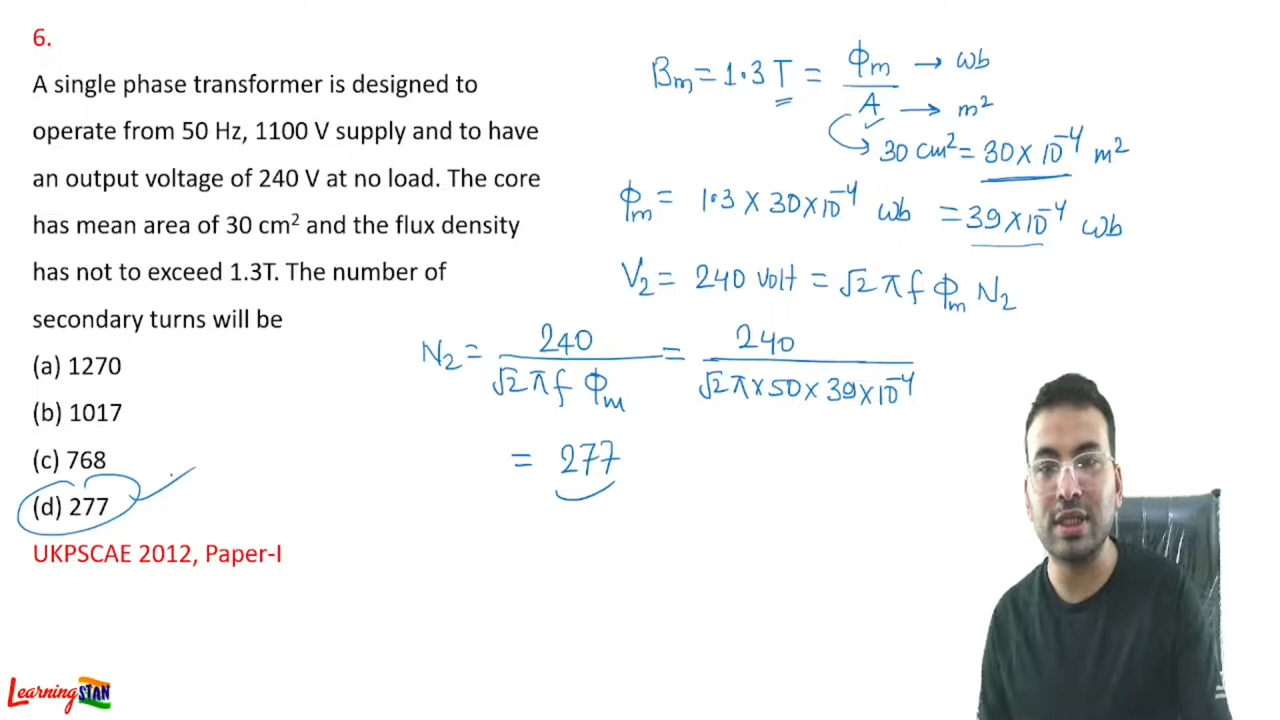 6.
A single phase transformer is designed to
operate from 50 Hz, 1100 V supply and to have
an output voltage of 240 V at no load. The core
has mean area of 30 cm² and the flux density
has not to exceed 1.3T. The number of
secondary turns will be
(a) 1270
(b) 1017
(c) 768
(d) 277
UKPSCAE 2012, Paper-I
Bm = 1.3 T = ϕm/A → wb
→ m²
→ 30 cm² = 30×10⁻⁴ m²
ϕm = 1.3 × 30×10⁻⁴ wb = 39×10⁻⁴ wb
V₂ = 240 volt = √2 π f ϕm N₂
N₂ = 240/(√2 π f ϕm) = 240/(√2 π × 50 × 39×10⁻⁴)
= 277
LearningSTAN